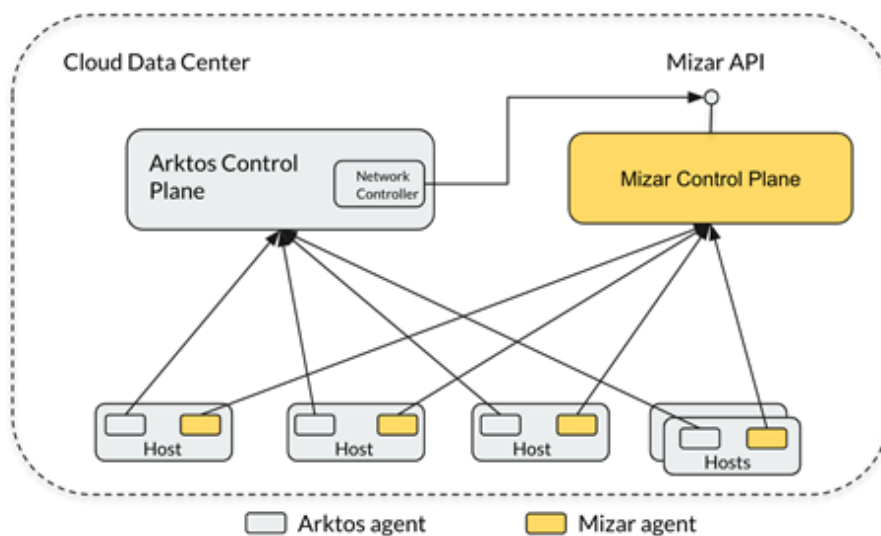 Cloud Data Center
Mizar API
Arktos Control
Plane
Network
Controller
Mizar Control Plane
Host
Host
Host
Hosts
Arktos agent
Mizar agent